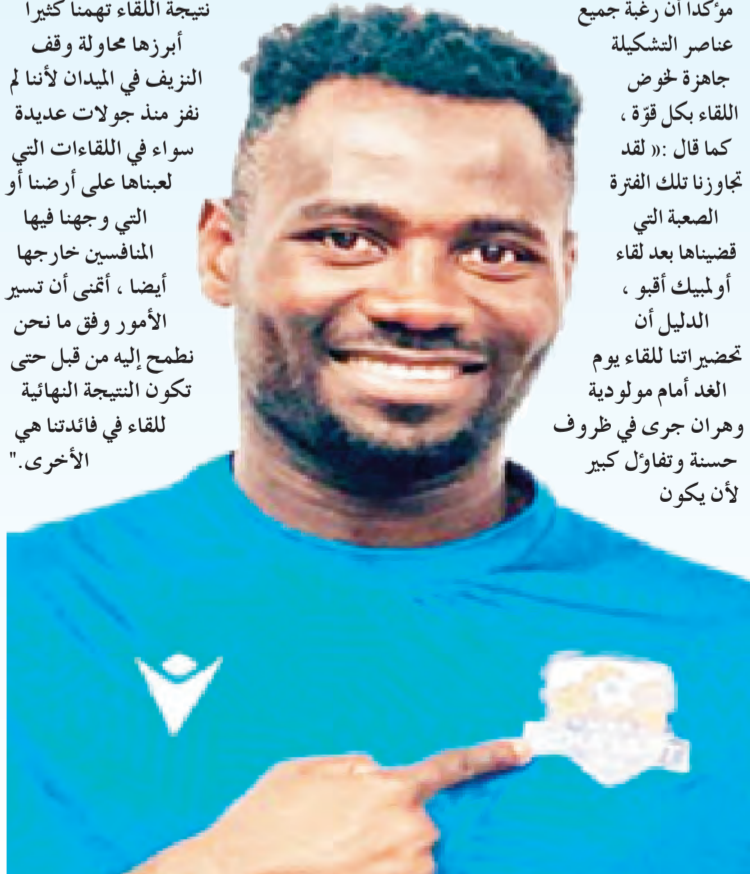 مؤكدا أن رغبة جميع
عناصر التشكيلة
جاهزة لخوض
اللقاء بكل قوّة ،
كما قال :« لقد
تجاوزنا تلك الفترة
الصعبة التي
قضيناها بعد لقاء
أولمبيك أقبو ،
الدليل أن
تحضيراتنا للقاء يوم
الغد أمام مولودية
وهران جرى في ظروف
حسنة وتفاؤل كبير
لأن يكون
نتيجة اللقاء تهمنا كثيرا
أبرزها محاولة وقف
النزيف في الميدان لأننا لم
نفز منذ جولات عديدة
سواء في اللقاءات التي
لعبناها على أرضنا أو
التي وجهنا فيها
المنافسين خارجها
أيضا ، أتمنى أن تسير
الأمور وفق ما نحن
نطمح إليه من قبل حتى
تكون النتيجة النهائية
للقاء في فائدتنا هي
الأخرى."